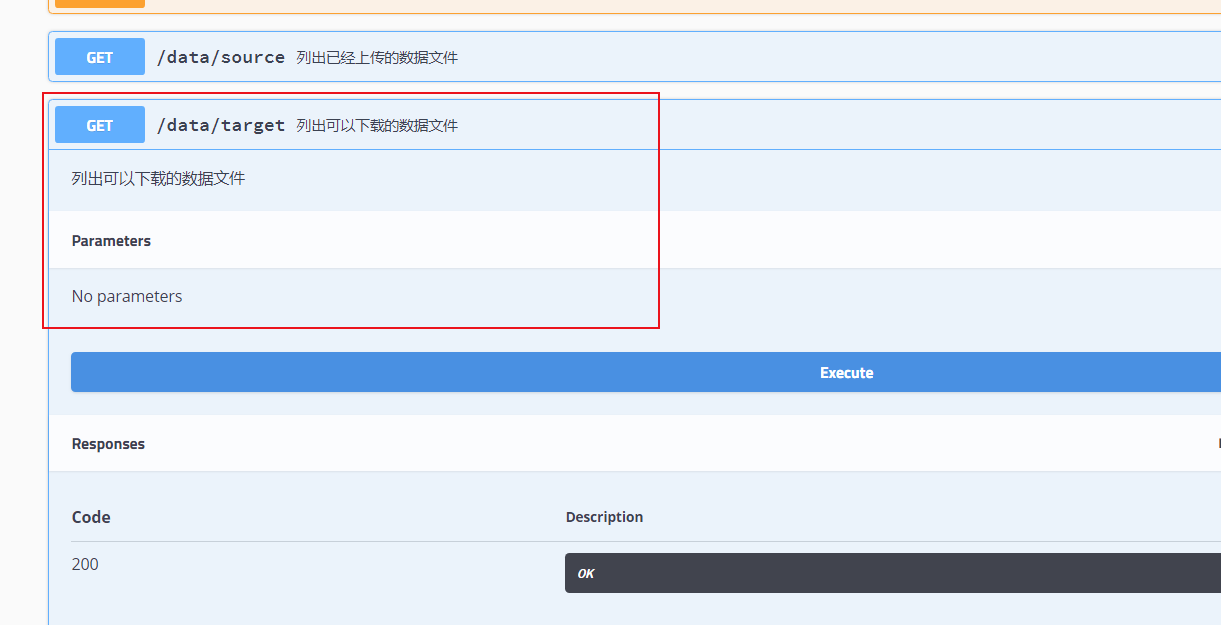 GET /data/source 列出已经上传的数据文件
GET /data/target 列出可以下载的数据文件
列出可以下载的数据文件
Parameters
No parameters
Execute
Responses
Code Description
200 OK